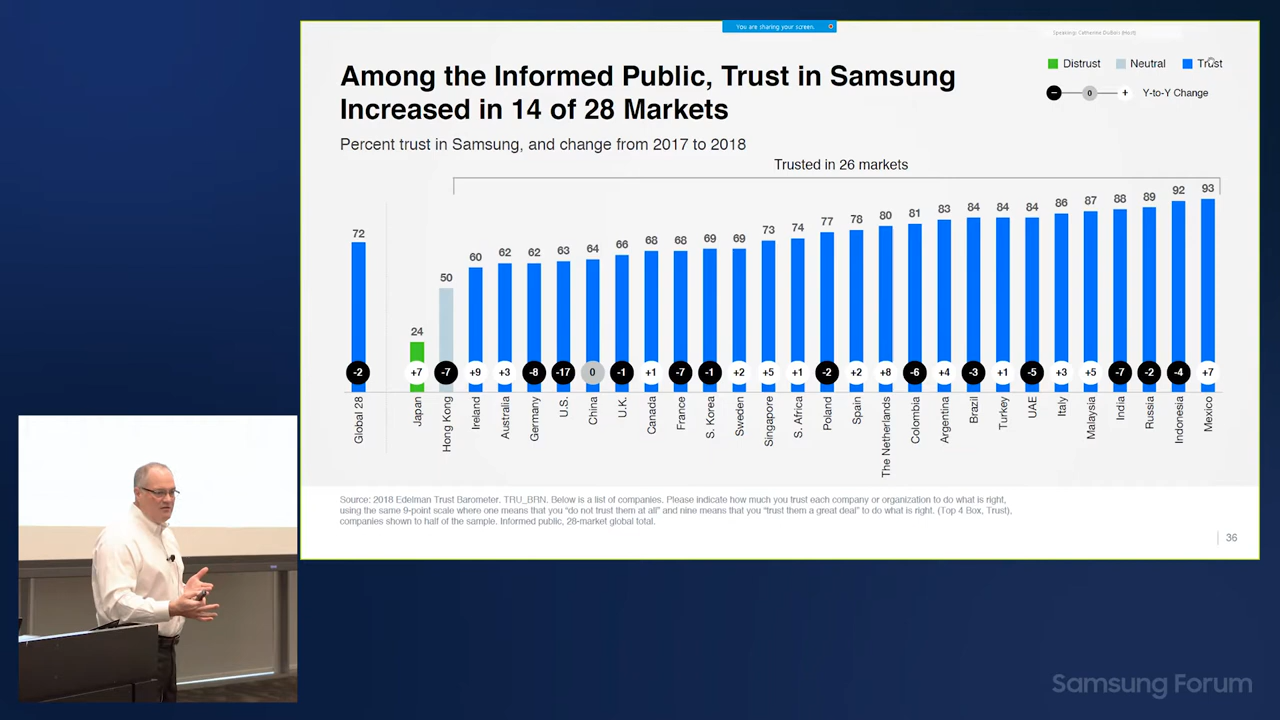 You are sharing your screen.
Speaking: Catherine Dullish (Host)
Among the Informed Public, Trust in Samsung
Increased in 14 of 28 Markets
Distrust Neutral Trust
− 0 + Y-to-Y Change
Percent trust in Samsung, and change from 2017 to 2018
Trusted in 26 markets
72 24 50 60 62 62 63 64 66 68 68 69 69 73 74 77 78 80 81 83 84 84 84 86 87 88 89 92 93
-2 +7 -7 +9 +3 -8 -17 0 -1 +1 -7 -1 +2 +5 +1 -2 +2 +8 -6 +4 -3 +1 -5 +3 +5 -7 -2 -4 +7
Global 28
Japan
Hong Kong
Ireland
Australia
Germany
U.S.
China
U.K.
Canada
France
S. Korea
Sweden
Singapore
S. Africa
Poland
Spain
The Netherlands
Colombia
Argentina
Brazil
Turkey
UAE
Italy
Malaysia
India
Russia
Indonesia
Mexico
Source: 2018 Edelman Trust Barometer. TRU_BRN. Below is a list of companies. Please indicate how much you trust each company or organization to do what is right,
using the same 9-point scale where one means that you “do not trust them at all” and nine means that you “trust them a great deal” to do what is right. (Top 4 Box, Trust),
companies shown to half of the sample. Informed public, 28-market global total.
36
Samsung Forum